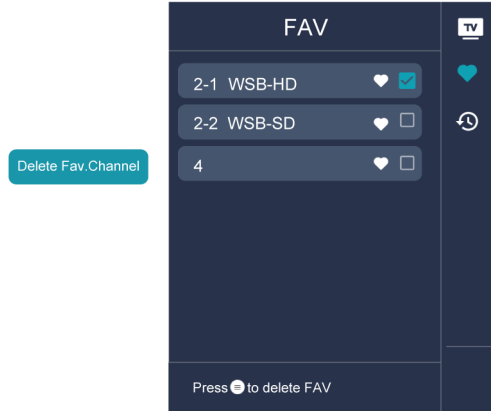 FAV
TV
2-1 WSB-HD
2-2 WSB-SD
Delete Fav.Channel
4
Press to delete FAV